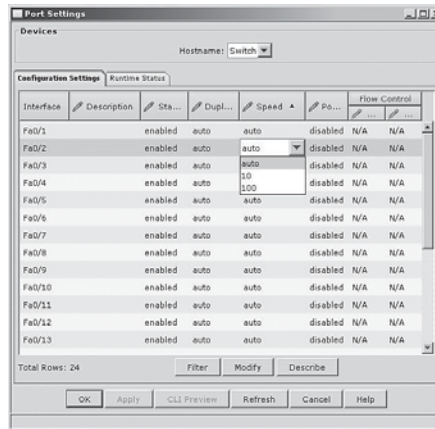 Port Settings
Devices
Hostname: Switch
Configuration Settings Runtime Status
Interface Description Sta... Dupl... Speed Po... Flow Control
... ...
Fa0/1 enabled auto auto disabled N/A N/A
Fa0/2 enabled auto auto disabled N/A N/A
auto
Fa0/3 enabled auto disabled N/A N/A
10
Fa0/4 enabled auto disabled N/A N/A
100
Fa0/5 enabled auto auto disabled N/A N/A
Fa0/6 enabled auto auto disabled N/A N/A
Fa0/7 enabled auto auto disabled N/A N/A
Fa0/8 enabled auto auto disabled N/A N/A
Fa0/9 enabled auto auto disabled N/A N/A
Fa0/10 enabled auto auto disabled N/A N/A
Fa0/11 enabled auto auto disabled N/A N/A
Fa0/12 enabled auto auto disabled N/A N/A
Fa0/13 enabled auto auto disabled N/A N/A
Total Rows: 24 Filter Modify Describe
OK Apply CLI Preview Refresh Cancel Help